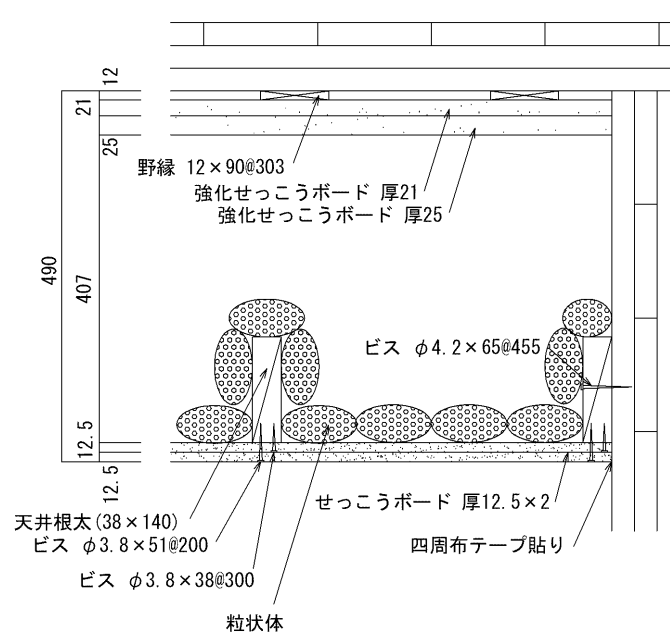 12
21
25
野縁 12×90@303
強化せっこうボード 厚21
強化せっこうボード 厚25
490
407
ビス φ4.2×65@455
12.5
12.5
せっこうボード 厚12.5×2
天井根太(38×140)
ビス φ3.8×51@200
四周布テープ貼り
ビス φ3.8×38@300
粒状体